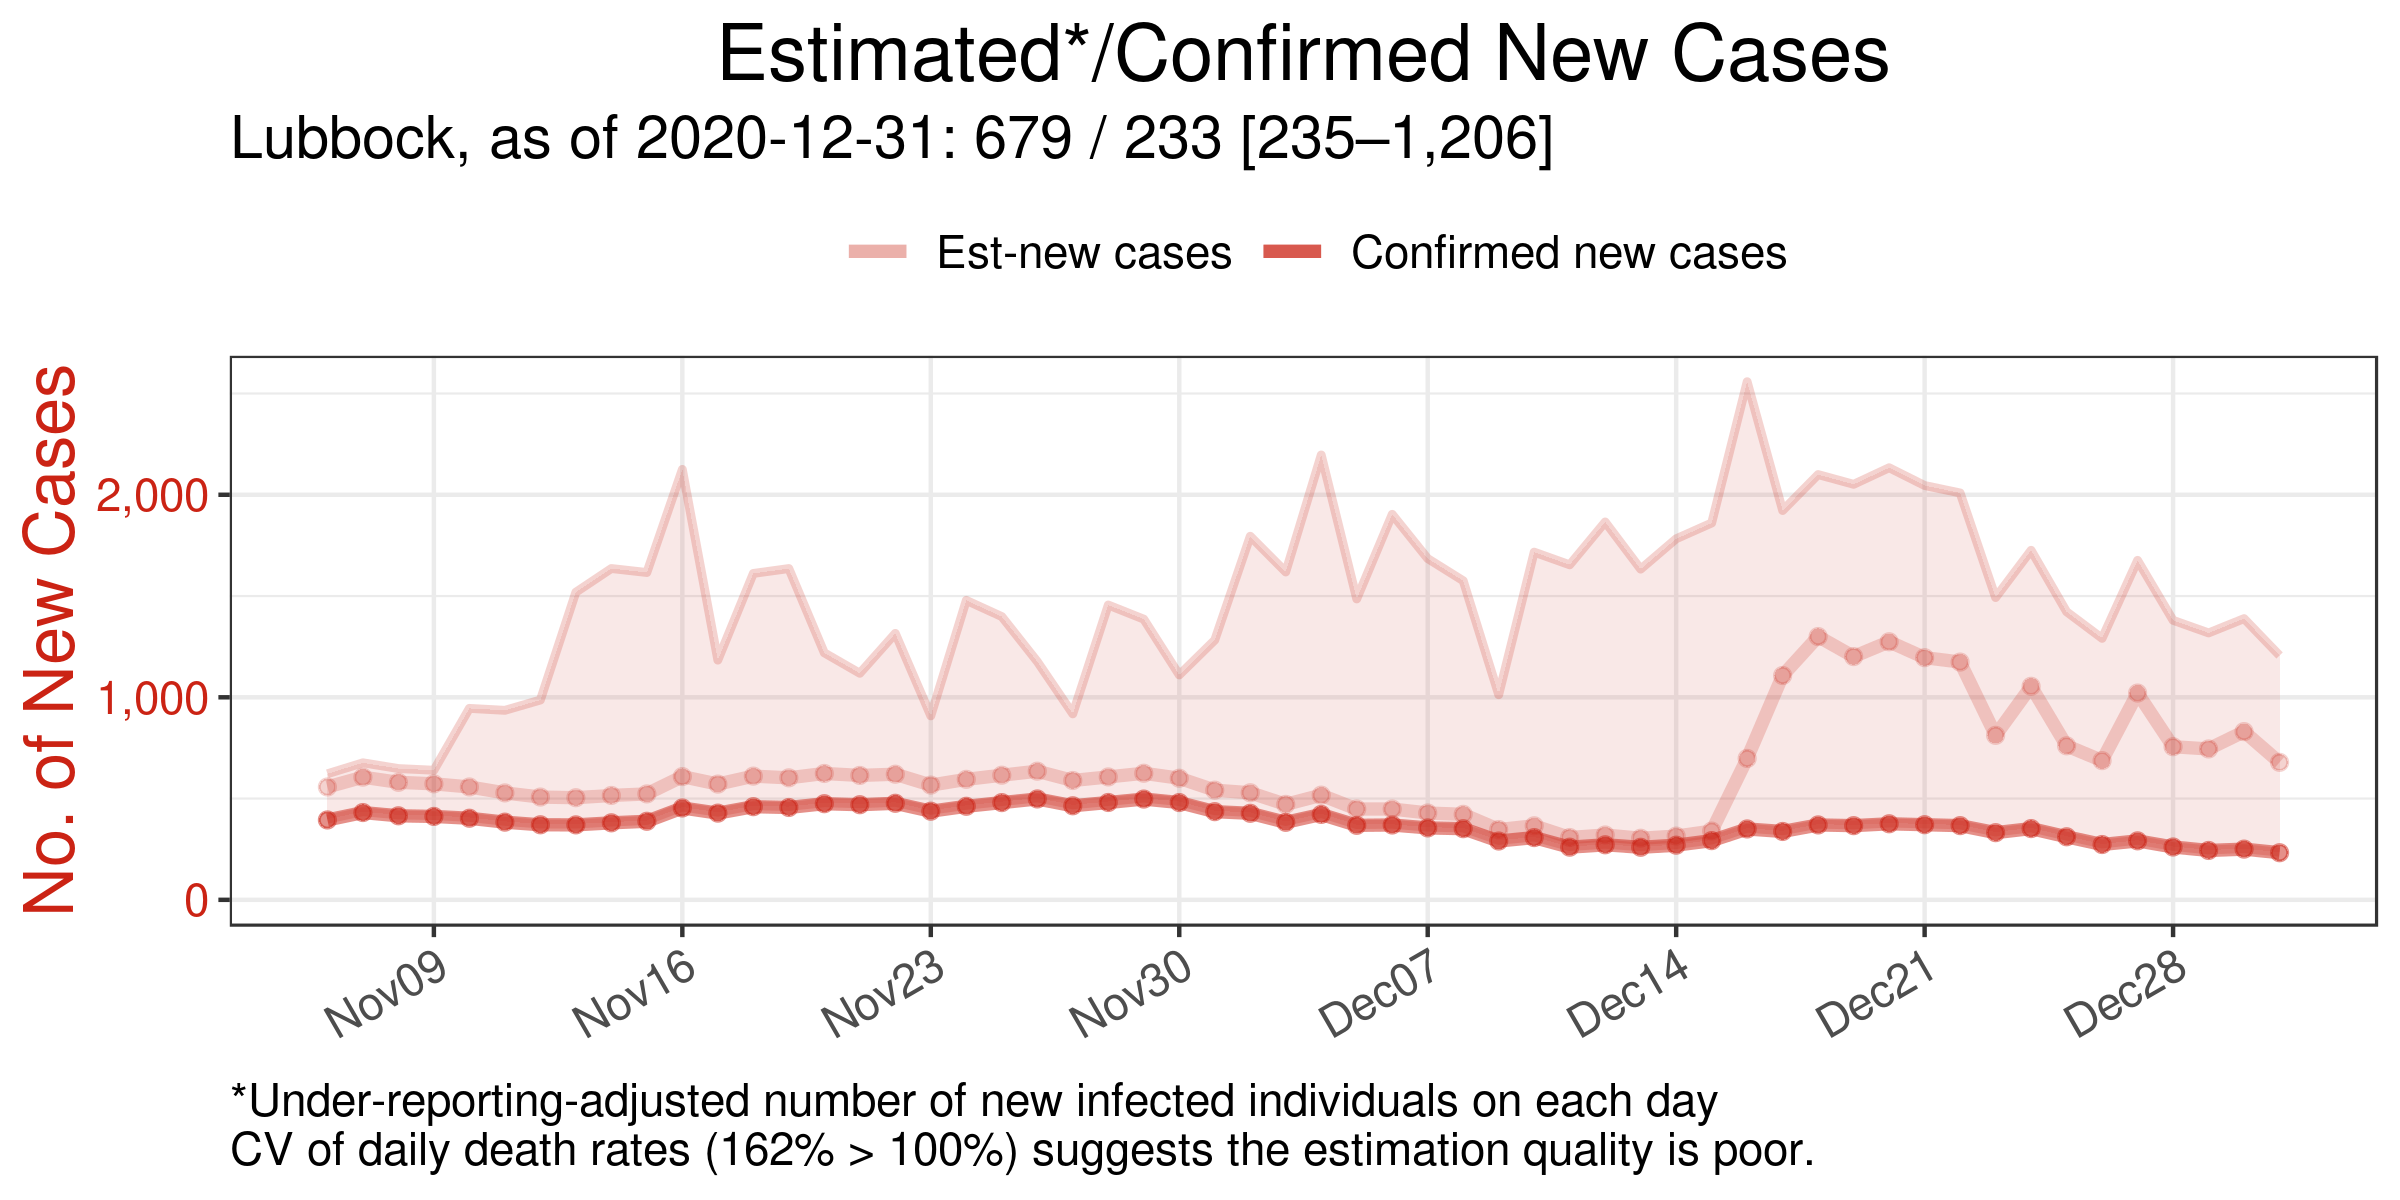 Estimated*/Confirmed New Cases
Lubbock, as of 2020-12-31: 679 / 233 [235–1,206]
Est-new cases
Confirmed new cases
No. of New Cases
2,000
1,000
0
Nov09
Nov16
Nov23
Nov30
Dec07
Dec14
Dec21
Dec28
*Under-reporting-adjusted number of new infected individuals on each day
CV of daily death rates (162% > 100%) suggests the estimation quality is poor.